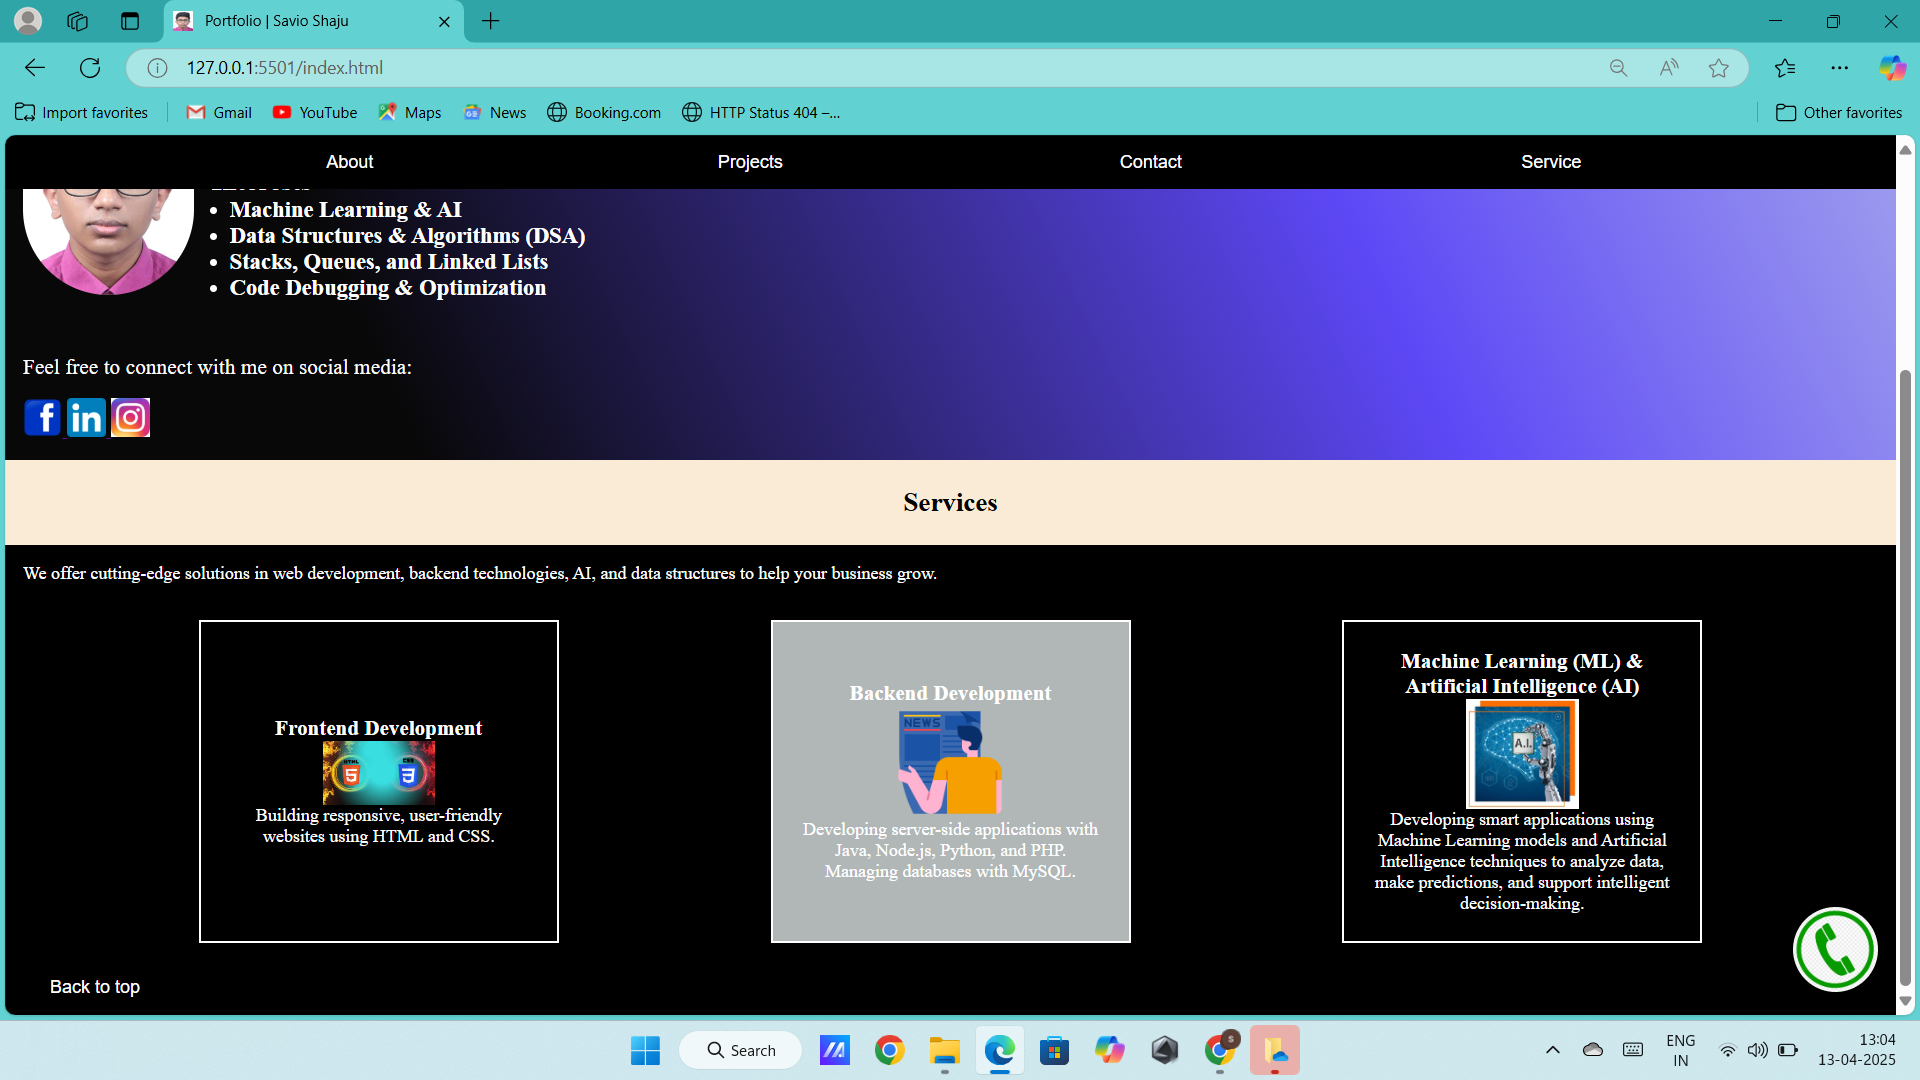 Portfolio | Savio Shaju
127.0.0.1:5501/index.html
Import favorites
Gmail
YouTube
Maps
News
Booking.com
HTTP Status 404 –...
Other favorites
About
Projects
Contact
Service
Machine Learning & AI
Data Structures & Algorithms (DSA)
Stacks, Queues, and Linked Lists
Code Debugging & Optimization
Feel free to connect with me on social media:
Services
We offer cutting-edge solutions in web development, backend technologies, AI, and data structures to help your business grow.
Frontend Development
HTML
5
CSS
3
Building responsive, user-friendly
websites using HTML and CSS.
Backend Development
NEWS
Developing server-side applications with
Java, Node.js, Python, and PHP.
Managing databases with MySQL.
Machine Learning (ML) &
Artificial Intelligence (AI)
A.I.
Developing smart applications using
Machine Learning models and Artificial
Intelligence techniques to analyze data,
make predictions, and support intelligent
decision-making.
Back to top
Search
ENG
IN
13:04
13-04-2025